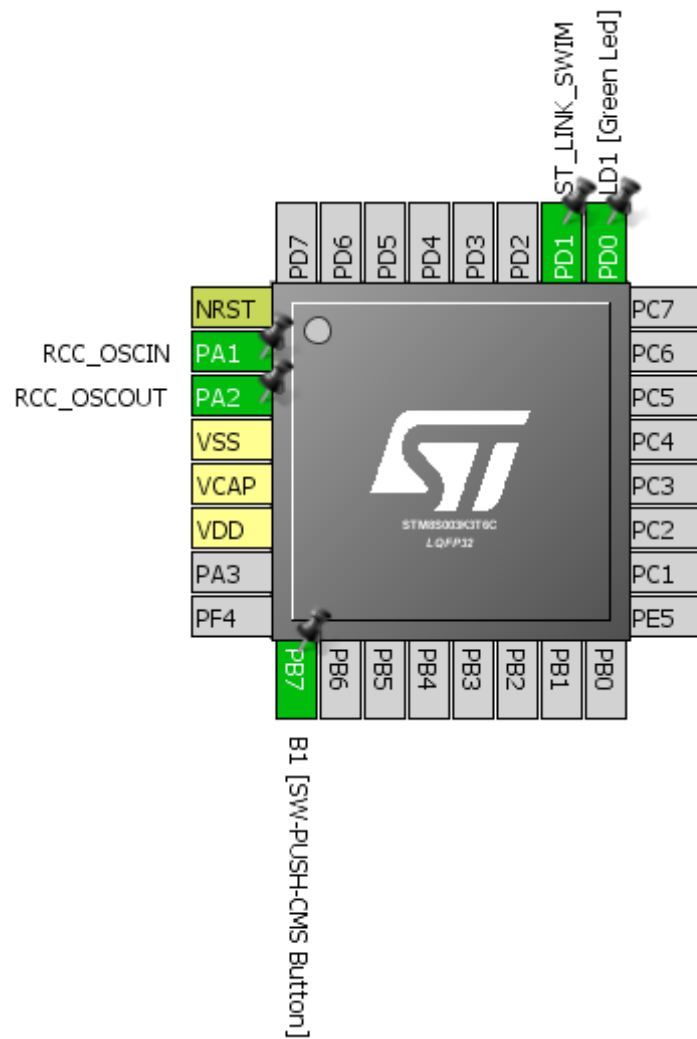 ST_LINK_SWIM
LD1 [Green Led]
PD7
PD6
PD5
PD4
PD3
PD2
PD1
PD0
NRST
RCC_OSCIN PA1
RCC_OSCOUT PA2
VSS
VCAP
VDD
PA3
PF4
STM8S003K3T6C
LQFP32
PC7
PC6
PC5
PC4
PC3
PC2
PC1
PE5
PB7
PB6
PB5
PB4
PB3
PB2
PB1
PB0
B1 [SW-PUSH-CMS Button]